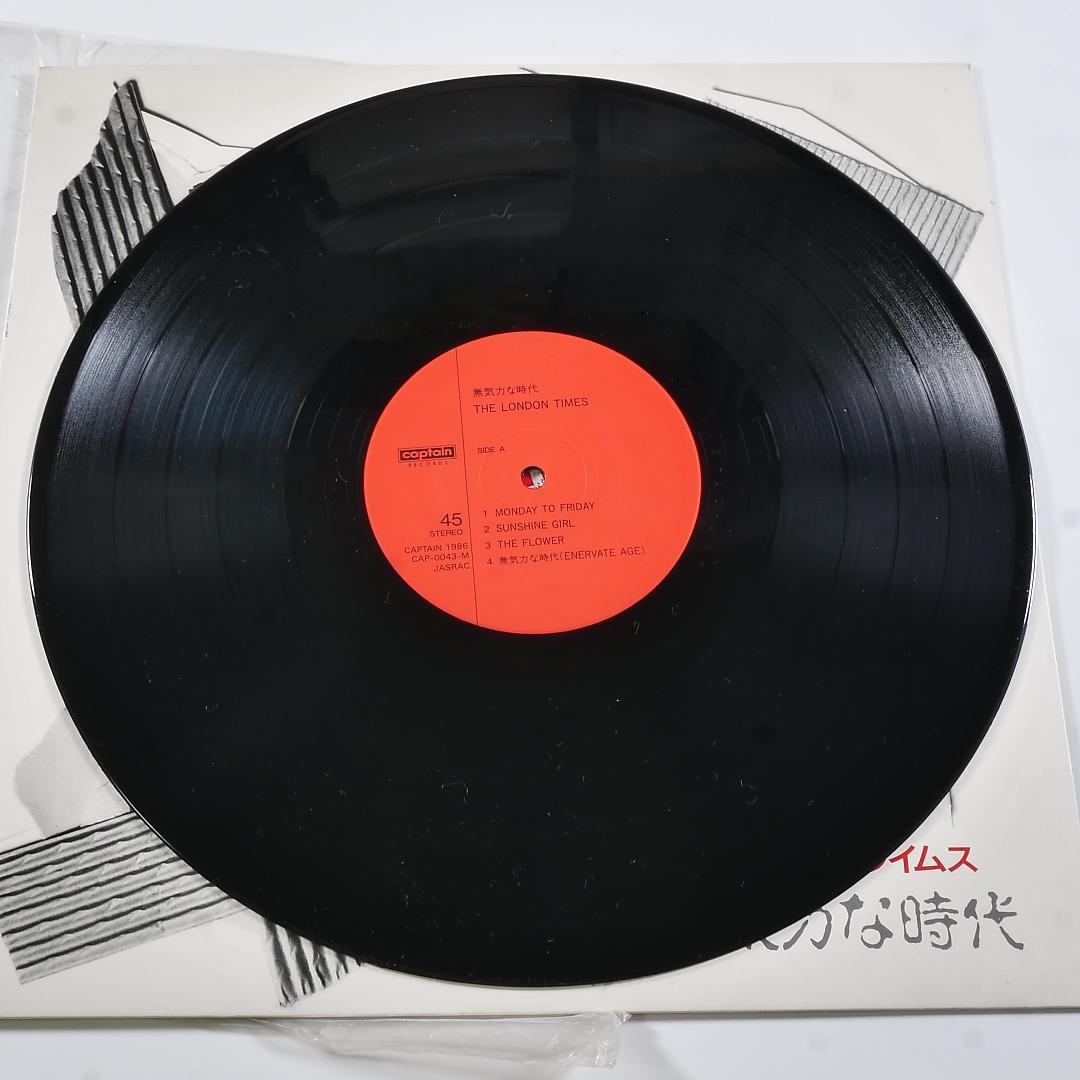 無気力な時代
THE LONDON TIMES
captain
RECORDS
SIDE A
1 MONDAY TO FRIDAY
2 SUNSHINE GIRL
3 THE FLOWER
4 無気力な時代(ENERVATE AGE)
45
STEREO
CAPTAIN 1986
CAP-0043-M
JASRAC
イムス
力な時代